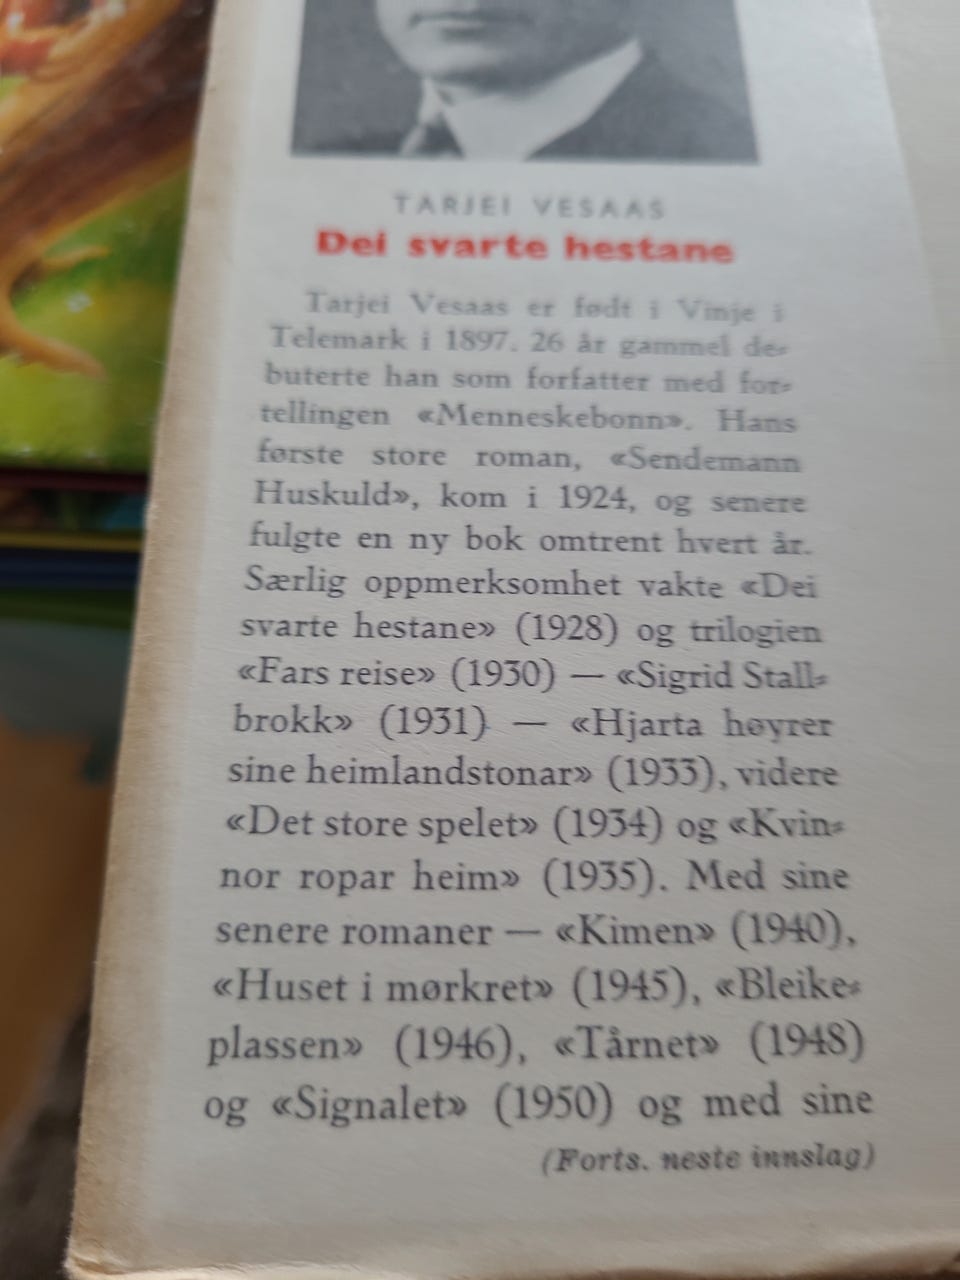 TARJEI VESAAS
Dei svarte hestane
Tarjei Vesaas er født i Vinje i
Telemark i 1897. 26 år gammel de-
buterte han som forfatter med for-
tellingen «Menneskebonn». Hans
første store roman, «Sendemann
Huskuld», kom i 1924, og senere
fulgte en ny bok omtrent hvert år.
Særlig oppmerksomhet vakte «Dei
svarte hestane» (1928) og trilogien
«Fars reise» (1930) — «Sigrid Stall-
brokk» (1931) — «Hjarta høyrer
sine heimlandstonar» (1933), videre
«Det store spelet» (1934) og «Kvin-
nor ropar heim» (1935). Med sine
senere romaner — «Kimen» (1940),
«Huset i mørkret» (1945), «Bleike-
plassen» (1946), «Tårnet» (1948)
og «Signalet» (1950) og med sine
(Forts. neste innslag)